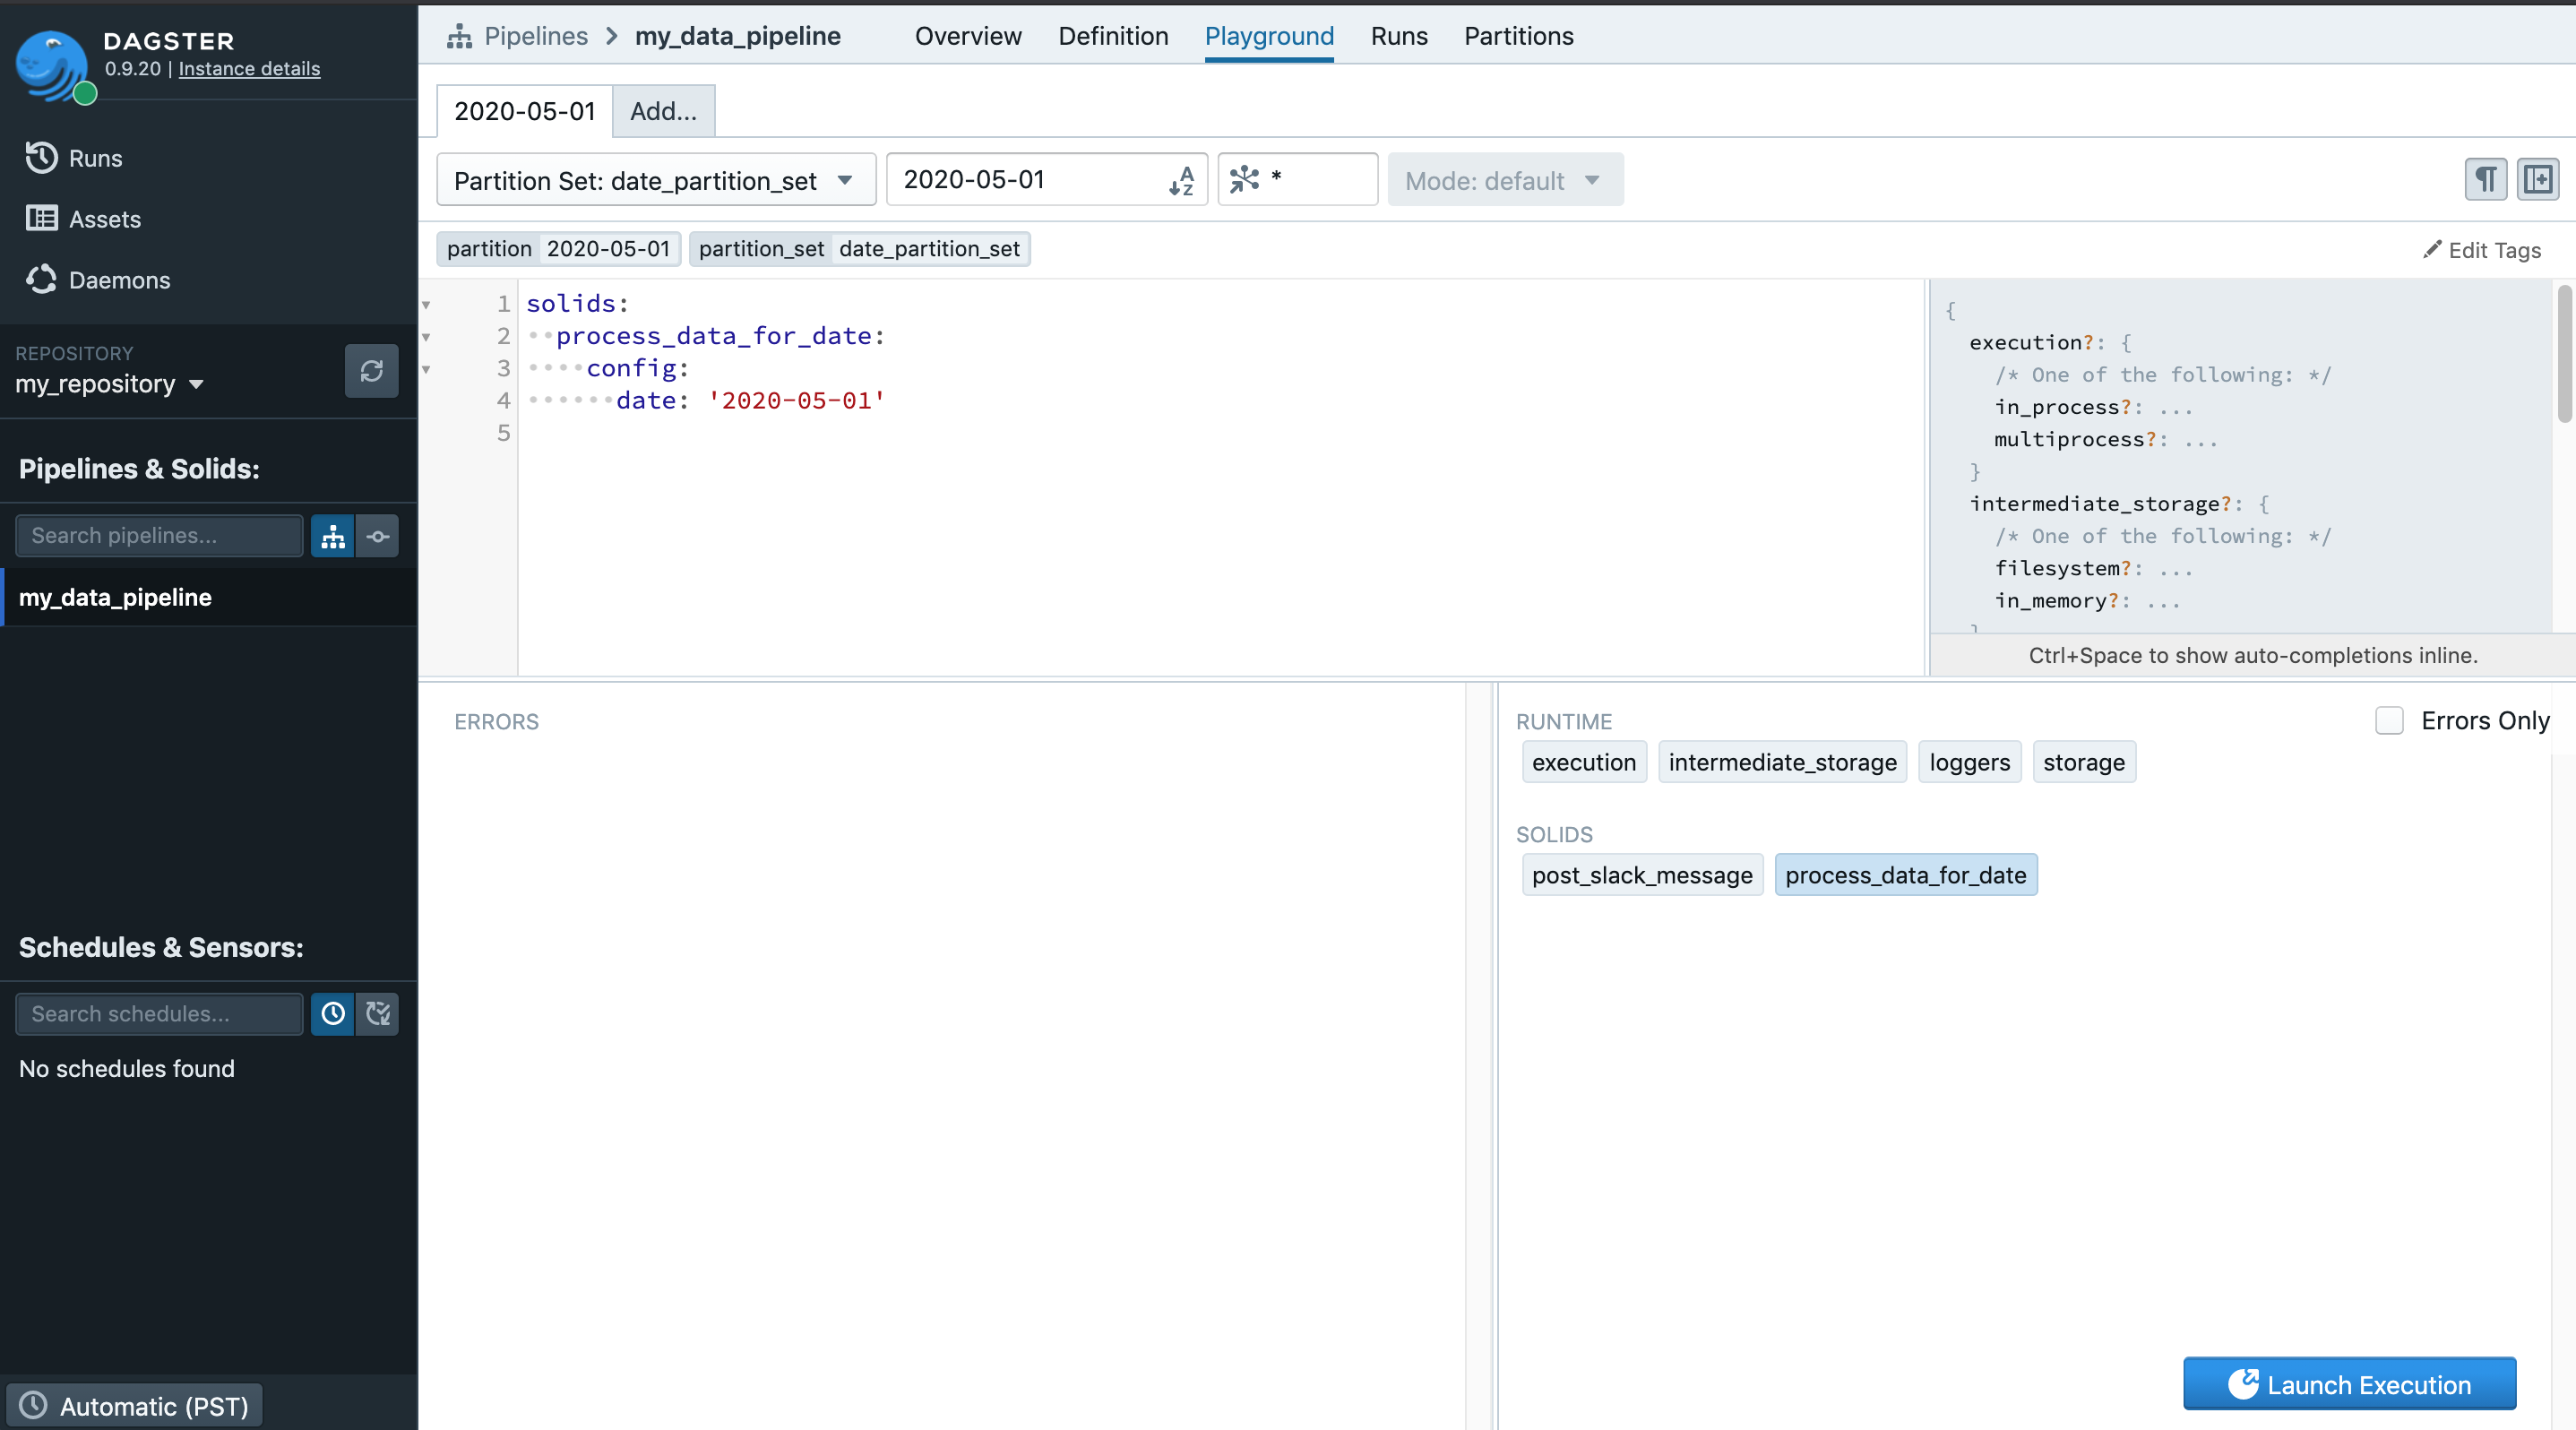 DAGSTER
0.9.20 | Instance details
Runs
Assets
Daemons
REPOSITORY
my_repository
Pipelines & Solids:
Search pipelines...
my_data_pipeline
Schedules & Sensors:
Search schedules...
No schedules found
Automatic (PST)
Pipelines > my_data_pipeline Overview Definition Playground Runs Partitions
2020-05-01 Add...
Partition Set: date_partition_set 2020-05-01 * Mode: default
partition 2020-05-01 partition_set date_partition_set Edit Tags
1 solids:
2 process_data_for_date:
3 config:
4 date: '2020-05-01'
5
{
execution?: {
/* One of the following: */
in_process?: ...
multiprocess?: ...
}
intermediate_storage?: {
/* One of the following: */
filesystem?: ...
in_memory?: ...
}
Ctrl+Space to show auto-completions inline.
ERRORS
RUNTIME Errors Only
execution intermediate_storage loggers storage
SOLIDS
post_slack_message process_data_for_date
Launch Execution